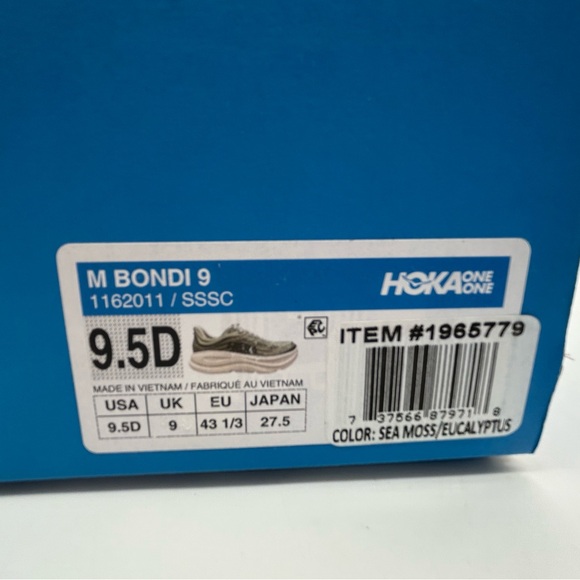 M BONDI 9
1162011 / SSSC
HOKA ONE ONE
9.5D
MADE IN VIETNAM / FABRIQUÉ AU VIETNAM
USA UK EU JAPAN
9.5D 9 43 1/3 27.5
ITEM #1965779
7 37566 87971 8
COLOR: SEA MOSS/EUCALYPTUS